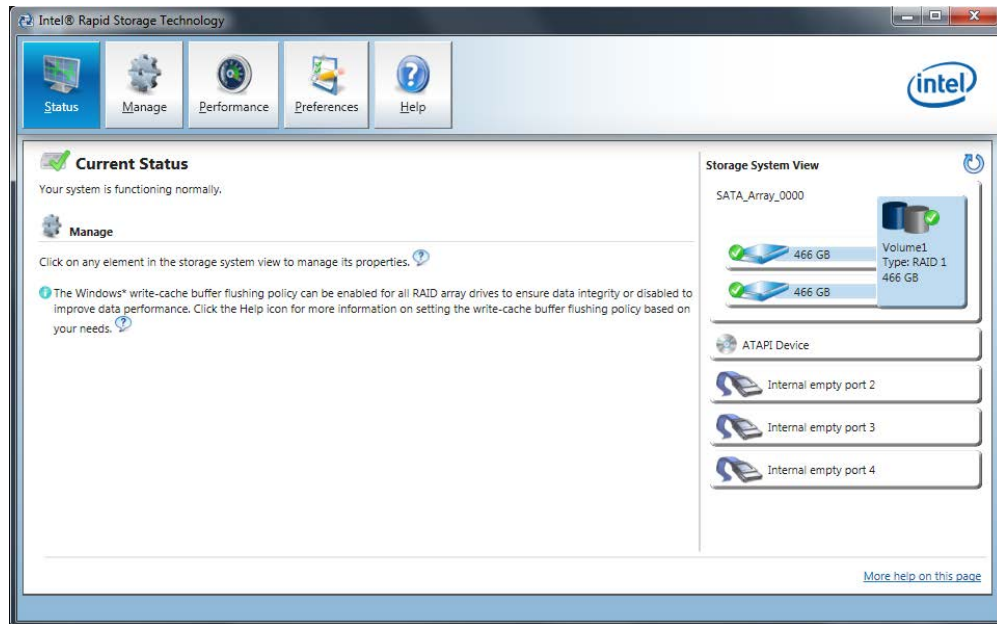 Intel® Rapid Storage Technology
Status
Manage
Performance
Preferences
Help
intel
Current Status
Your system is functioning normally.
Manage
Click on any element in the storage system view to manage its properties.
The Windows* write-cache buffer flushing policy can be enabled for all RAID array drives to ensure data integrity or disabled to
improve data performance. Click the Help icon for more information on setting the write-cache buffer flushing policy based on
your needs.
Storage System View
SATA_Array_0000
466 GB
466 GB
Volume1
Type: RAID 1
466 GB
ATAPI Device
Internal empty port 2
Internal empty port 3
Internal empty port 4
More help on this page